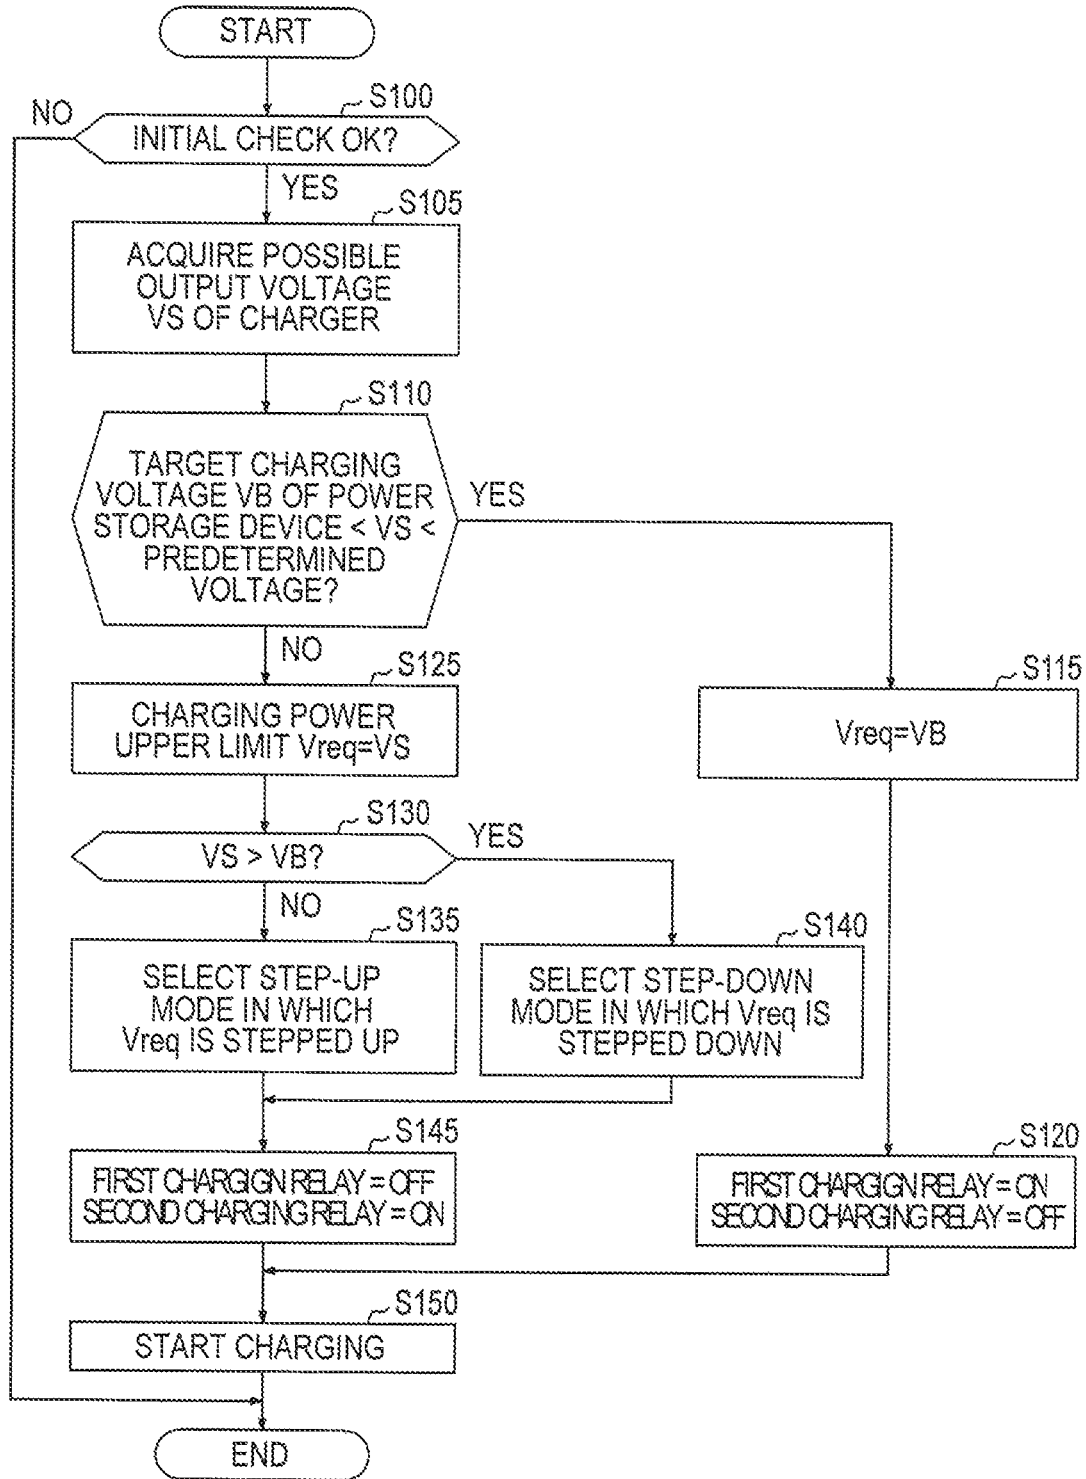 START
S100
NO
INITIAL CHECK OK?
YES
S105
ACQUIRE POSSIBLE
OUTPUT VOLTAGE
VS OF CHARGER
S110
TARGET CHARGING
VOLTAGE VB OF POWER
STORAGE DEVICE < VS <
PREDETERMINED
VOLTAGE?
YES
NO
S125
CHARGING POWER
UPPER LIMIT Vreq=VS
S115
Vreq=VB
S130
VS > VB?
YES
NO
S135
SELECT STEP-UP
MODE IN WHICH
Vreq IS STEPPED UP
S140
SELECT STEP-DOWN
MODE IN WHICH Vreq IS
STEPPED DOWN
S145
FIRST CHARGIGN RELAY = OFF
SECOND CHARGING RELAY = ON
S120
FIRST CHARGIGN RELAY = ON
SECOND CHARGING RELAY = OFF
S150
START CHARGING
END